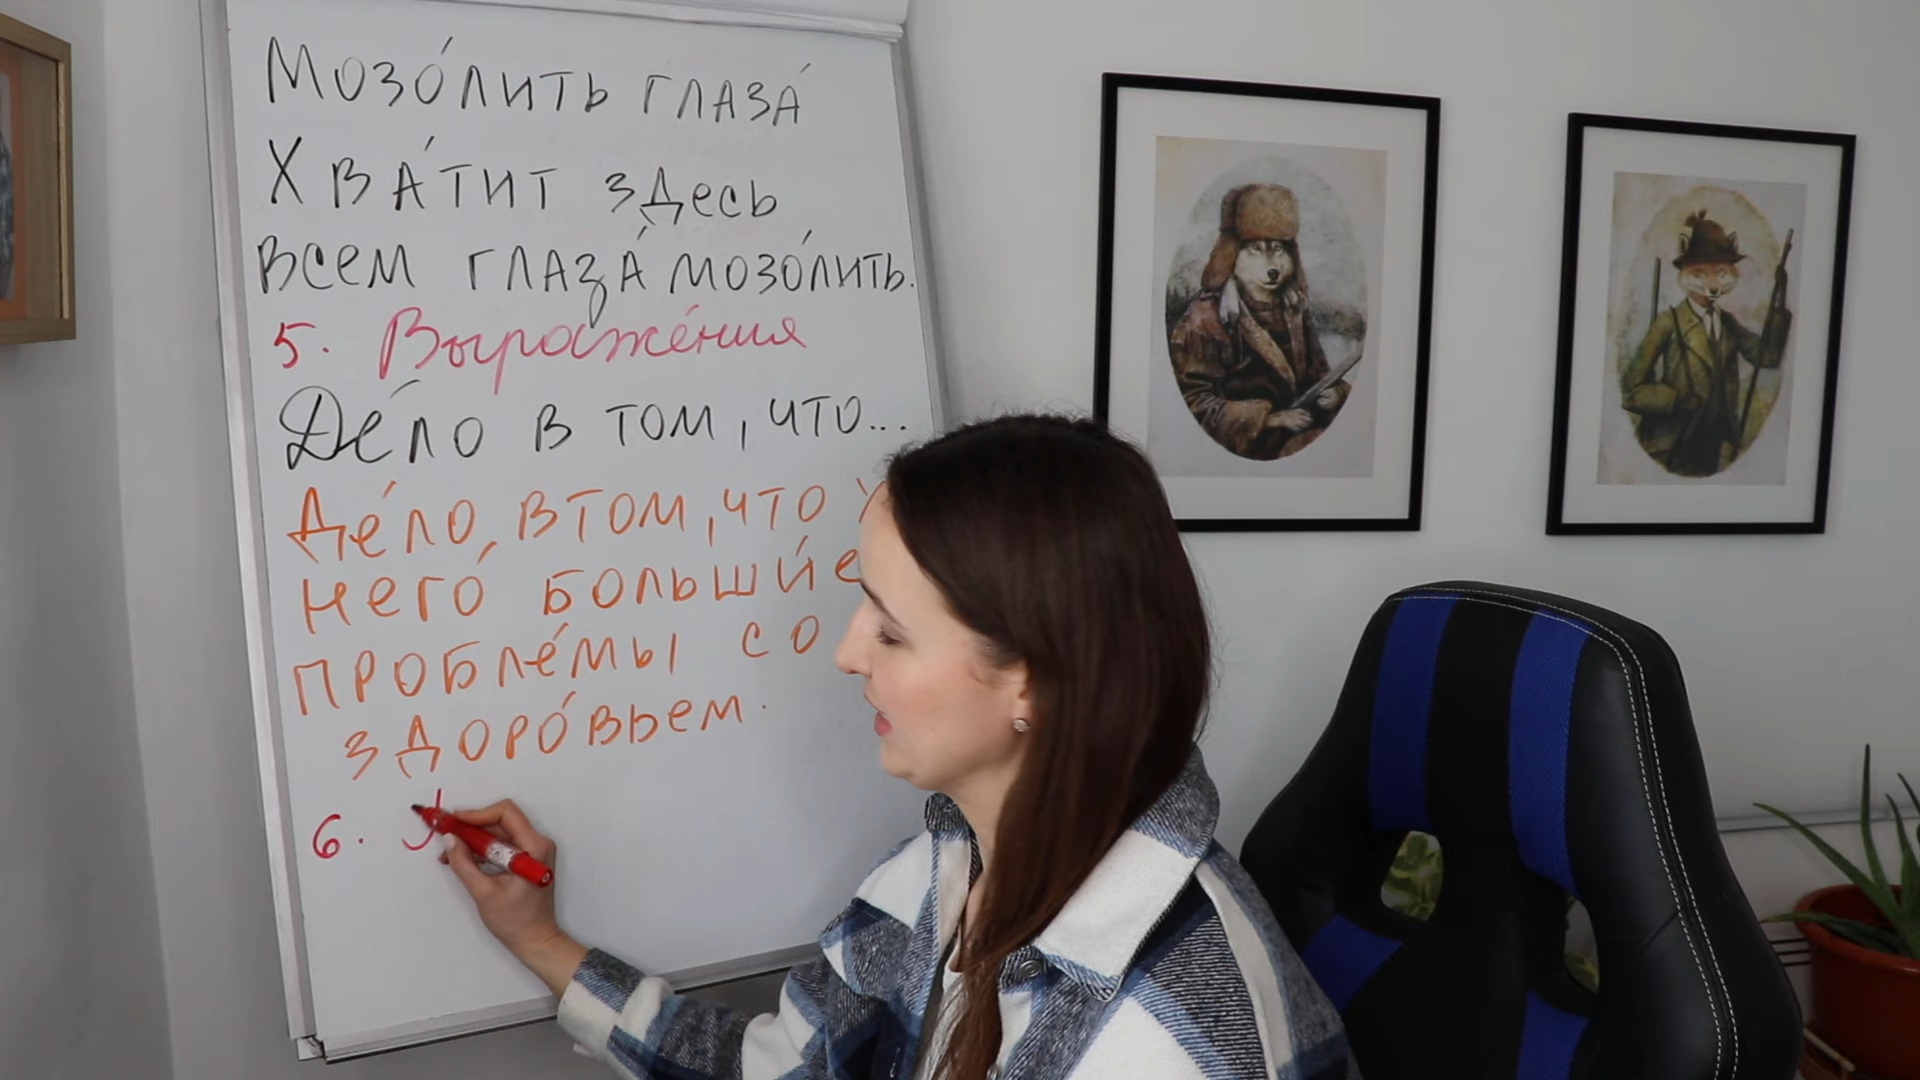 Мозо́лить глаза́
Хва́тит здесь
всем глаза́ мозо́лить.
5. Выраже́ния
Де́ло в том, что...
Де́ло в том, что
него́ больши́е
пробле́мы со
здоро́вьем.
6.